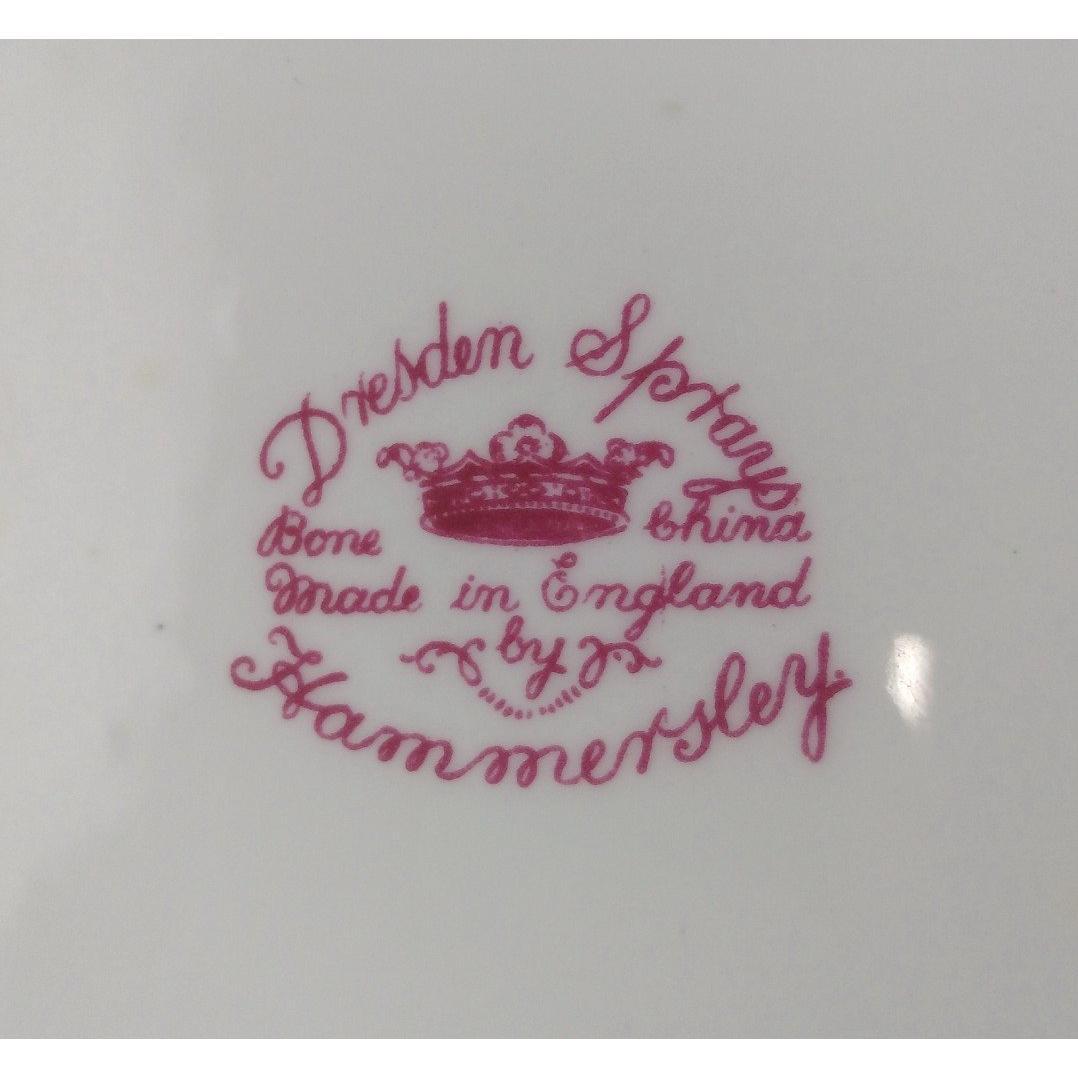 Dresden Sprays
Bone China
Made in England
by
Hammersley.